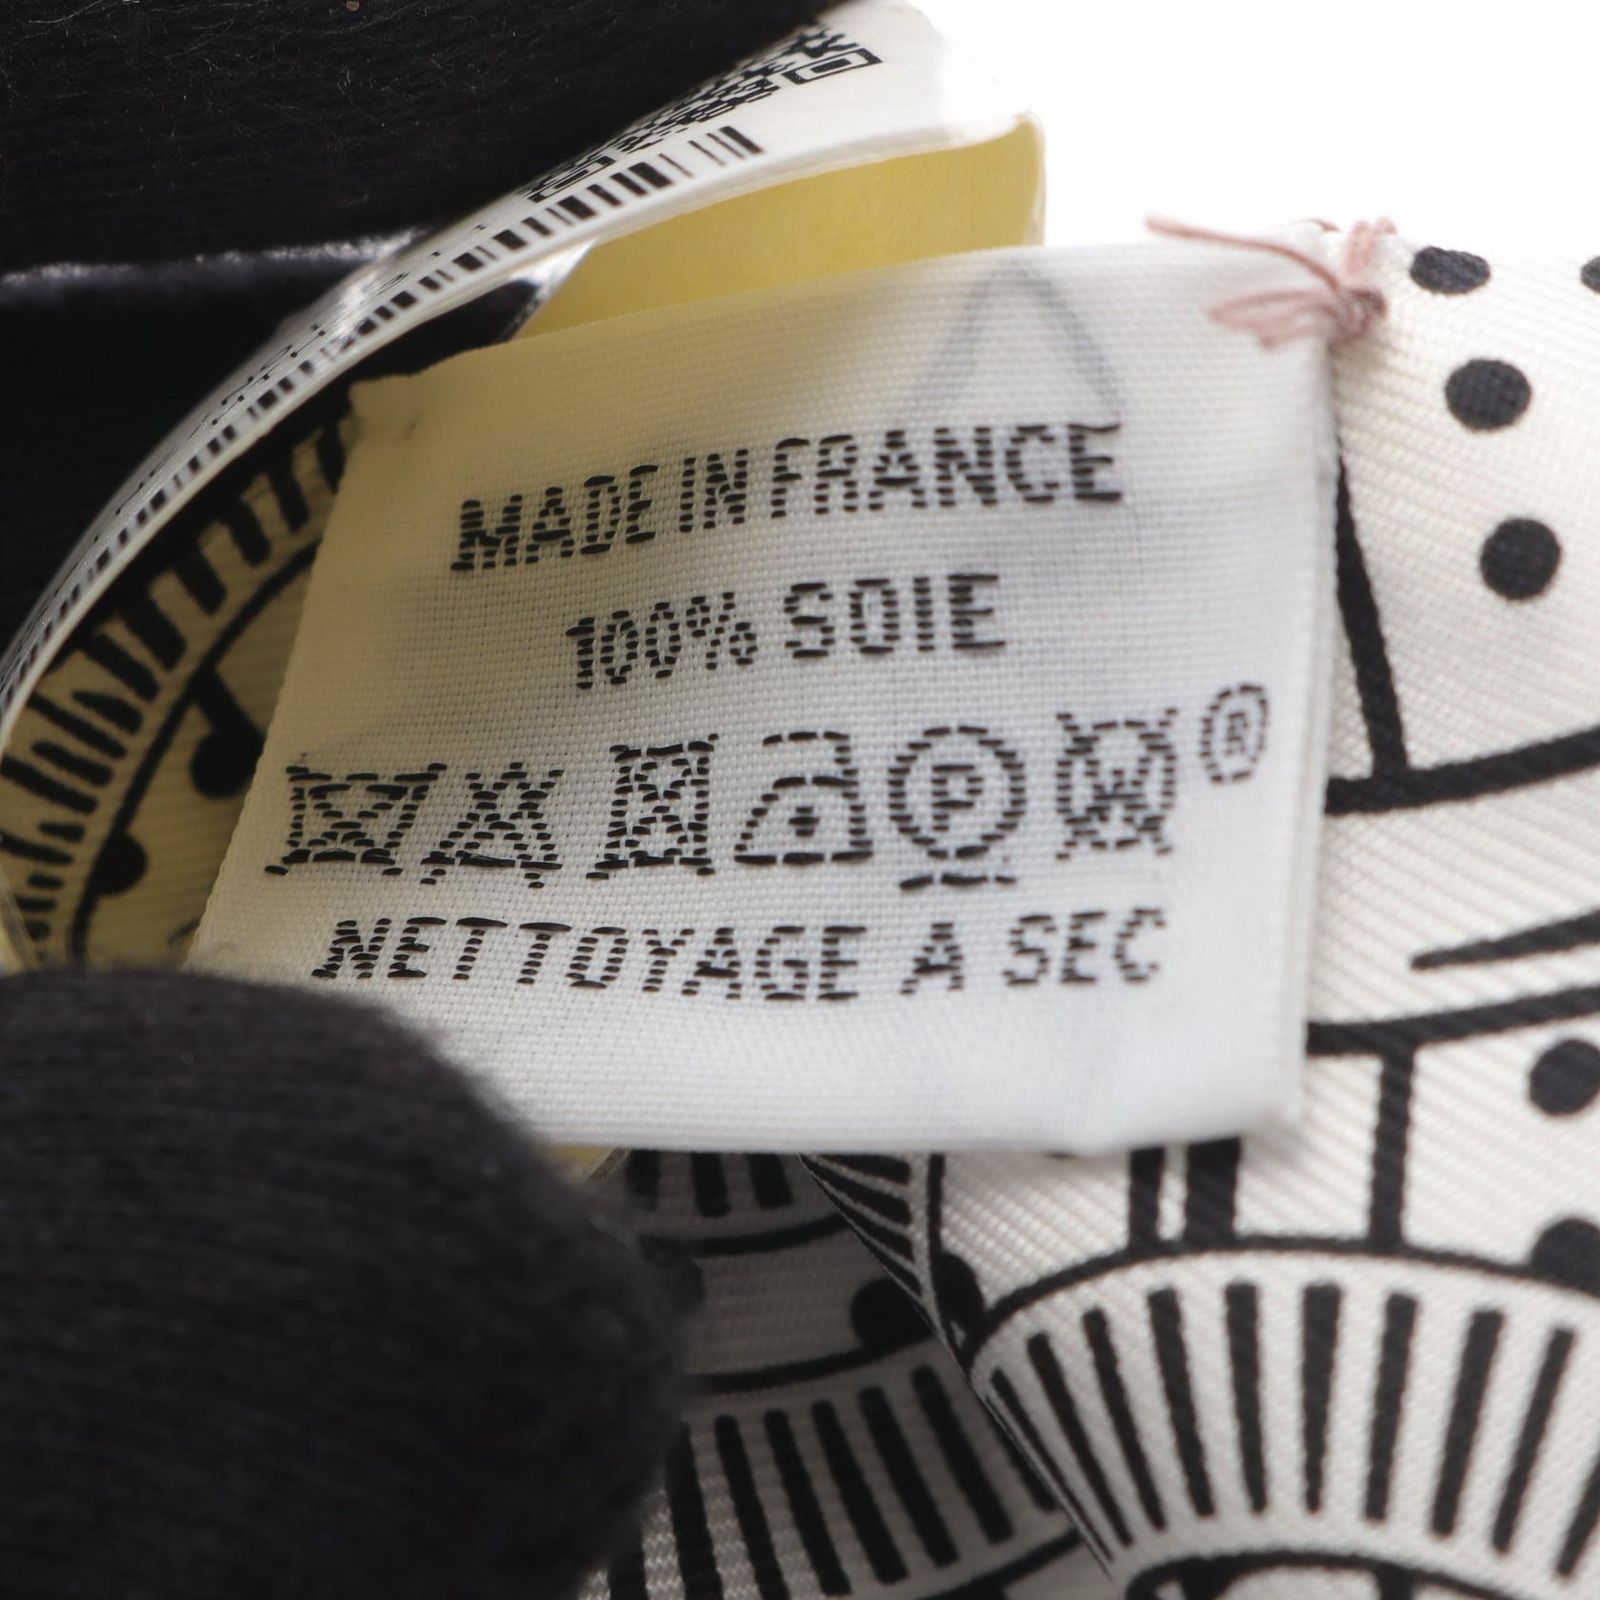 MADE IN FRANCE
100% SOIE
P W ®
NETTOYAGE A SEC